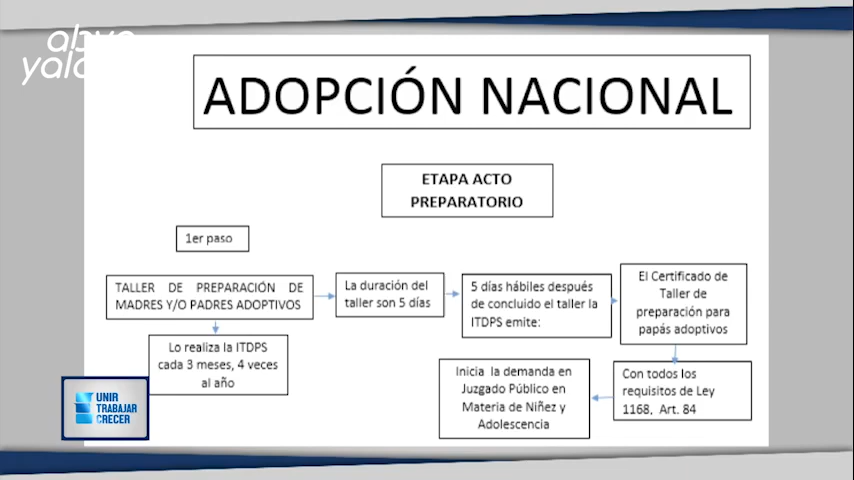 abya
yala
ADOPCIÓN NACIONAL
ETAPA ACTO
PREPARATORIO
1er paso
TALLER DE PREPARACIÓN DE
MADRES Y/O PADRES ADOPTIVOS
La duración del
taller son 5 días
5 días hábiles después
de concluido el taller la
ITDPS emite:
El Certificado de
Taller de
preparación para
papás adoptivos
Lo realiza la ITDPS
cada 3 meses, 4 veces
al año
Con todos los
requisitos de Ley
1168, Art. 84
Inicia la demanda en
Juzgado Público en
Materia de Niñez y
Adolescencia
UNIR
TRABAJAR
CRECER